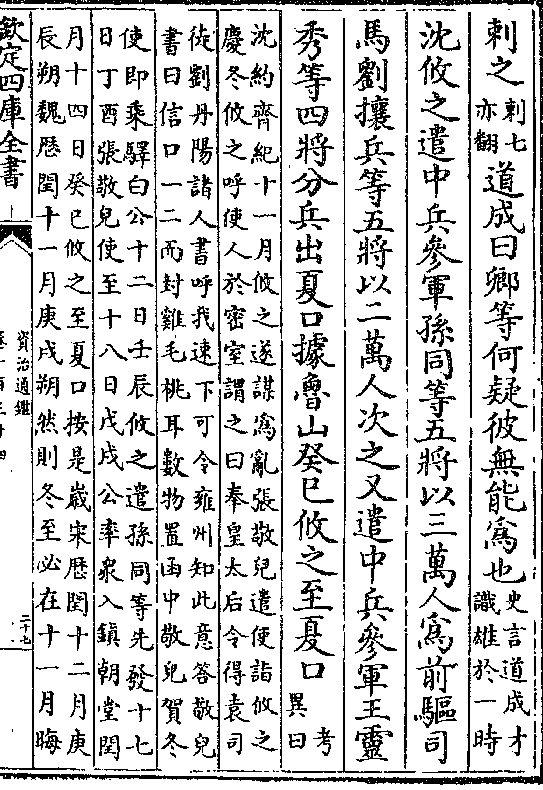 刺之刺七
亦翻道成曰卿等何疑彼無能為也史言道成才
識雄於一時
沈攸之遣中兵參軍孫同等五將以三萬人為前驅司
馬劉攘兵等五將以二萬人次之又遣中兵參軍王靈
秀等四將分兵出夏口據魯山癸巳攸之至夏口考
異曰
沈約齊紀十一月攸之遂謀為亂張敬兒遣使詣攸之
慶冬攸之呼使人於密室謂之曰奉皇太后令得袁司
徒劉丹陽諸人書呼我速下可令雍州知此意答敬兒
書曰信口一二而封雞毛桃耳數物置函中敬兒賀冬
使即乘驛白公十二日壬辰攸之遣孫同等先發十七
日丁酉張敬兒使至十八日戊戌公率衆入鎮朝堂閏
月十四日癸巳攸之至夏口按是歲宋歷閏十二月庚
辰朔魏歷閏十一月庚戌朔然則冬至必在十一月晦
欽定四庫全書
資治通鑑
卷一百三十四
二十七